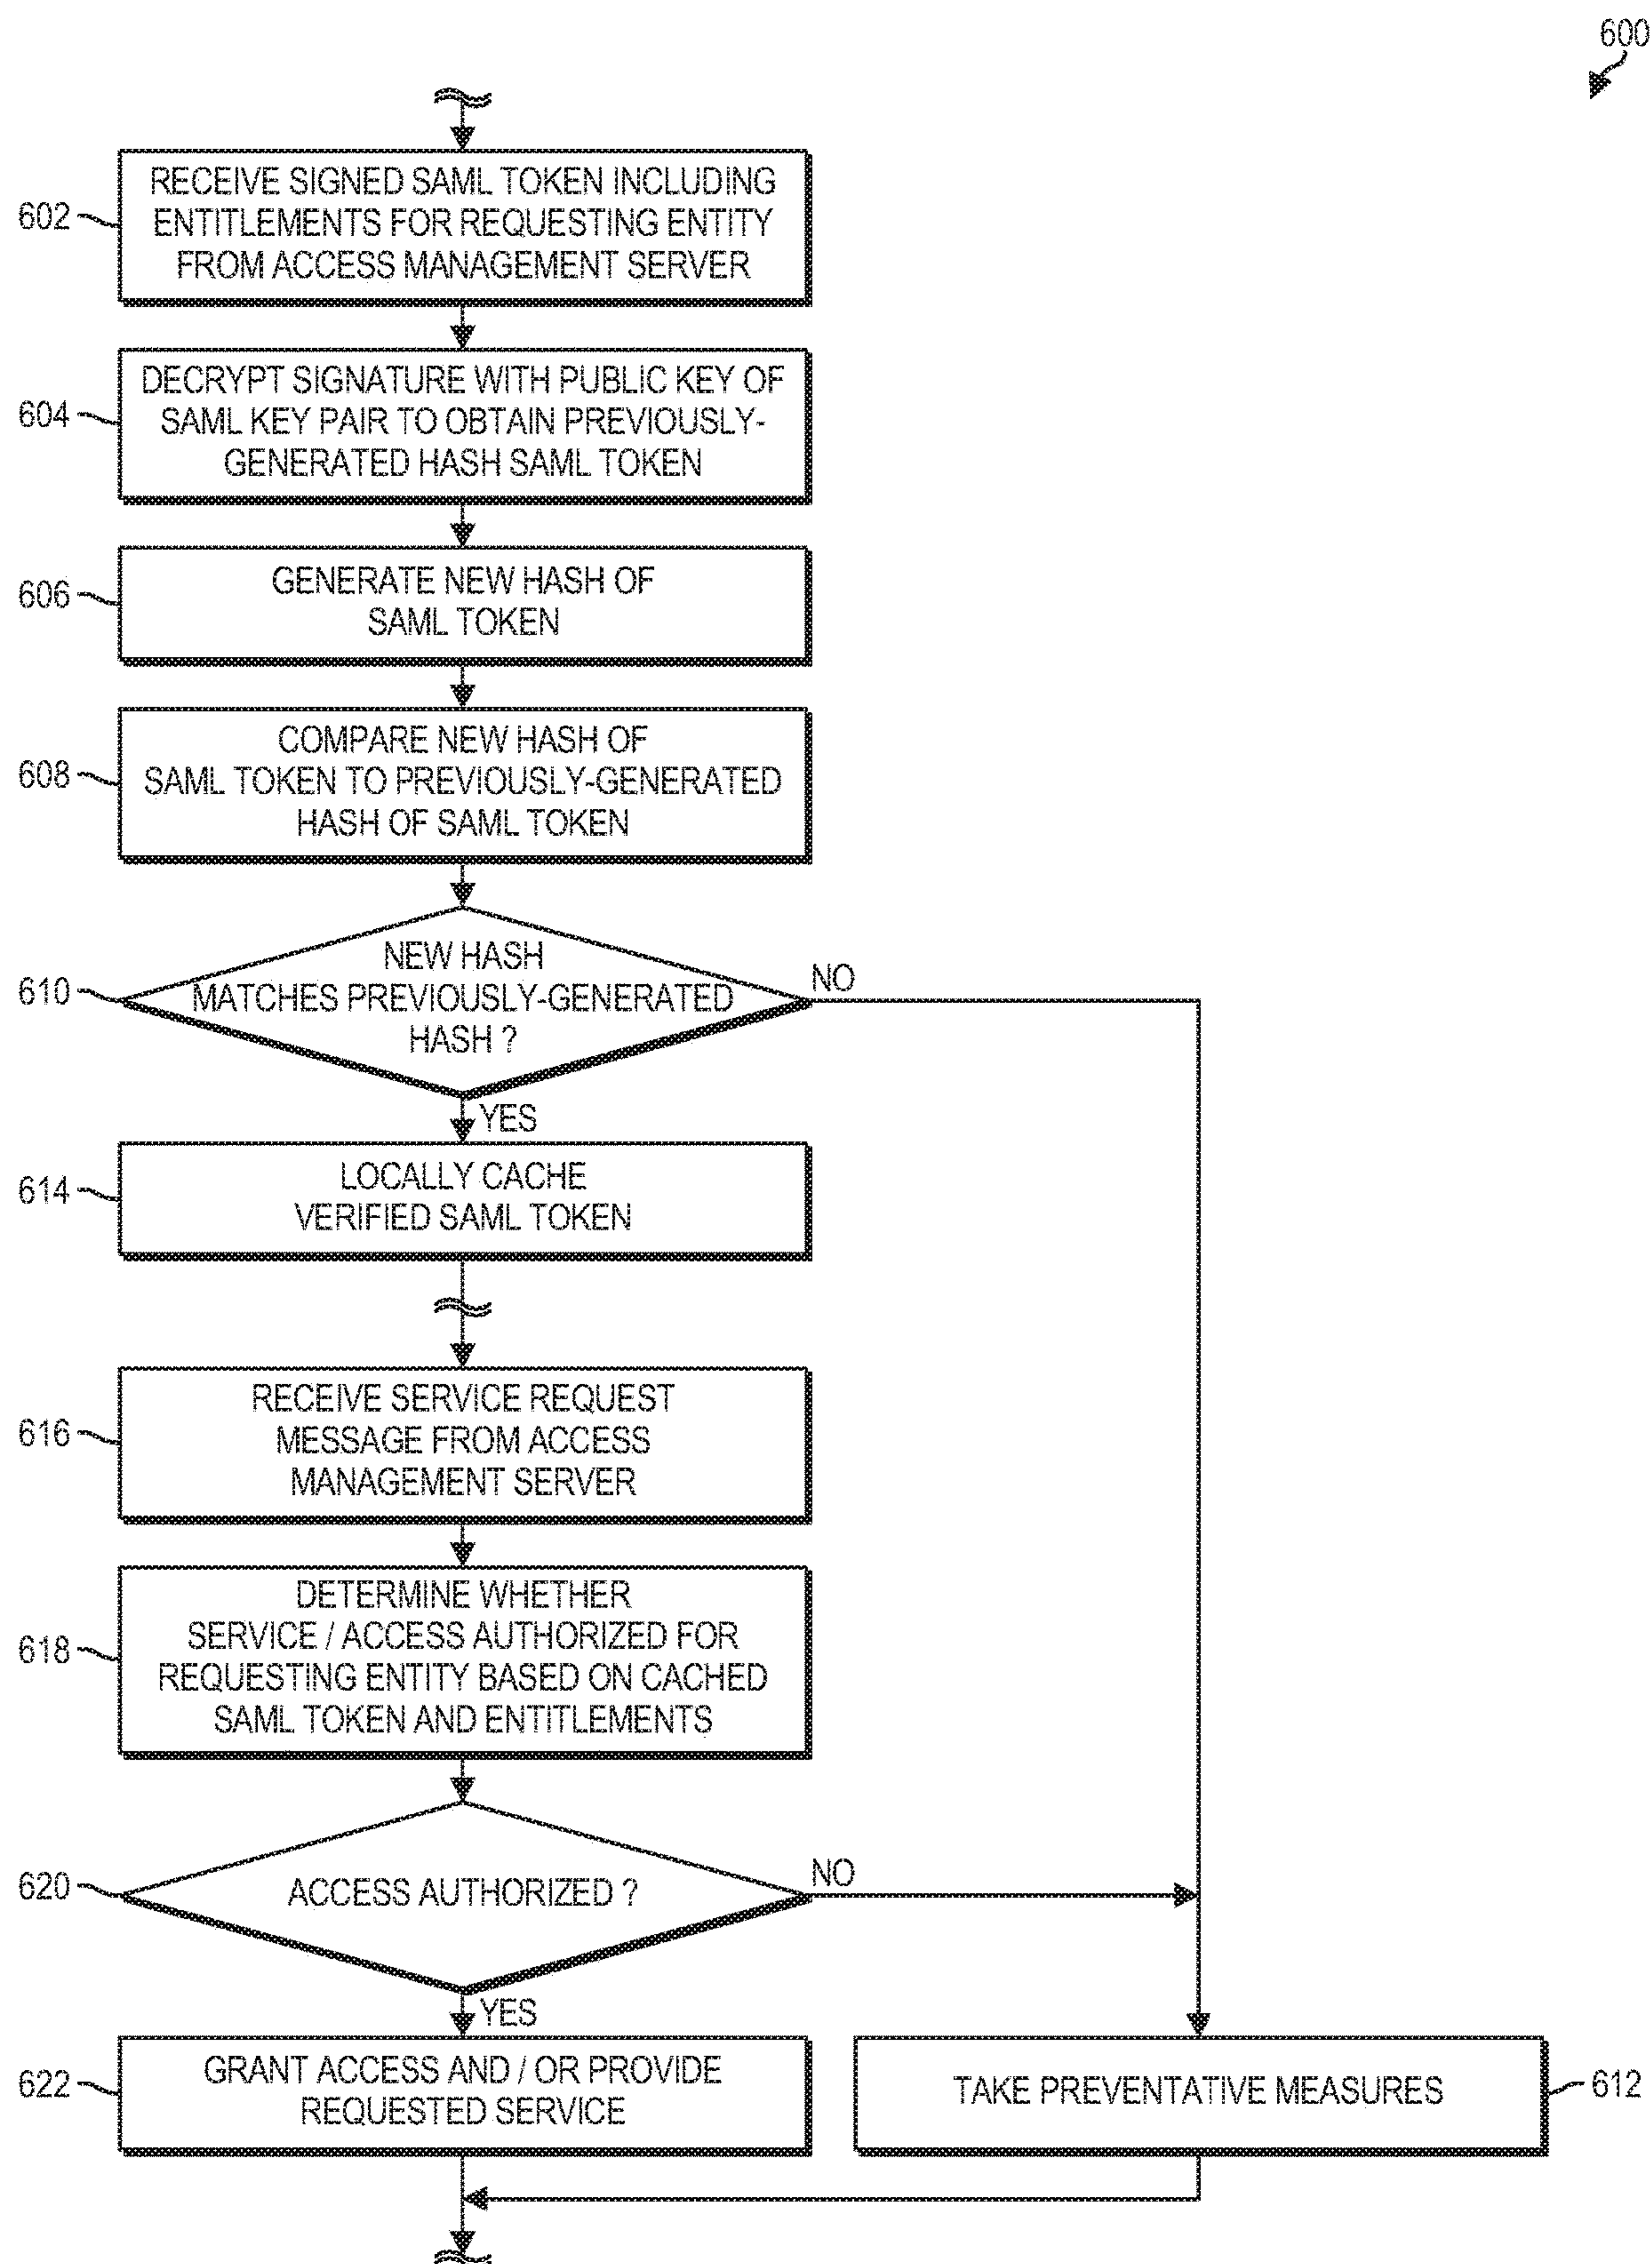 600
602
RECEIVE SIGNED SAML TOKEN INCLUDING
ENTITLEMENTS FOR REQUESTING ENTITY
FROM ACCESS MANAGEMENT SERVER
604
DECRYPT SIGNATURE WITH PUBLIC KEY OF
SAML KEY PAIR TO OBTAIN PREVIOUSLY-
GENERATED HASH SAML TOKEN
606
GENERATE NEW HASH OF
SAML TOKEN
608
COMPARE NEW HASH OF
SAML TOKEN TO PREVIOUSLY-GENERATED
HASH OF SAML TOKEN
610
NEW HASH
MATCHES PREVIOUSLY-GENERATED
HASH ?
NO
YES
614
LOCALLY CACHE
VERIFIED SAML TOKEN
616
RECEIVE SERVICE REQUEST
MESSAGE FROM ACCESS
MANAGEMENT SERVER
618
DETERMINE WHETHER
SERVICE / ACCESS AUTHORIZED FOR
REQUESTING ENTITY BASED ON CACHED
SAML TOKEN AND ENTITLEMENTS
620
ACCESS AUTHORIZED ?
NO
YES
622
GRANT ACCESS AND / OR PROVIDE
REQUESTED SERVICE
TAKE PREVENTATIVE MEASURES
612